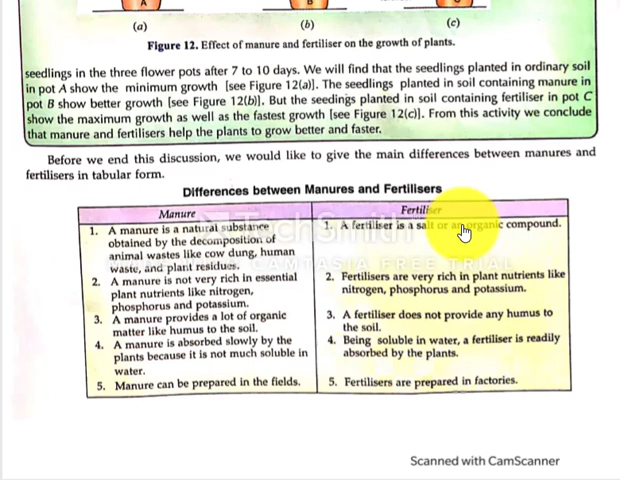 A
B
(a)
(b)
(c)
Figure 12. Effect of manure and fertiliser on the growth of plants.
seedlings in the three flower pots after 7 to 10 days. We will find that the seedlings planted in ordinary soil
in pot A show the minimum growth [see Figure 12(a)]. The seedlings planted in soil containing manure in
pot B show better growth [see Figure 12(b)]. But the seedings planted in soil containing fertiliser in pot C
show the maximum growth as well as the fastest growth [see Figure 12(c)]. From this activity we conclude
that manure and fertilisers help the plants to grow better and faster.
Before we end this discussion, we would like to give the main differences between manures and
fertilisers in tabular form.
Differences between Manures and Fertilisers
Manure
1. A manure is a natural substance
obtained by the decomposition of
animal wastes like cow dung, human
waste, and plant residues.
2. A manure is not very rich in essential
plant nutrients like nitrogen,
phosphorus and potassium.
3. A manure provides a lot of organic
matter like humus to the soil.
4. A manure is absorbed slowly by the
plants because it is not much soluble in
water.
5. Manure can be prepared in the fields.
Fertiliser
1. A fertiliser is a salt or an organic compound.
2. Fertilisers are very rich in plant nutrients like
nitrogen, phosphorus and potassium.
3. A fertiliser does not provide any humus to
the soil.
4. Being soluble in water, a fertiliser is readily
absorbed by the plants.
5. Fertilisers are prepared in factories.
TechSmith
CAMTASIA FREE TRIAL
Scanned with CamScanner